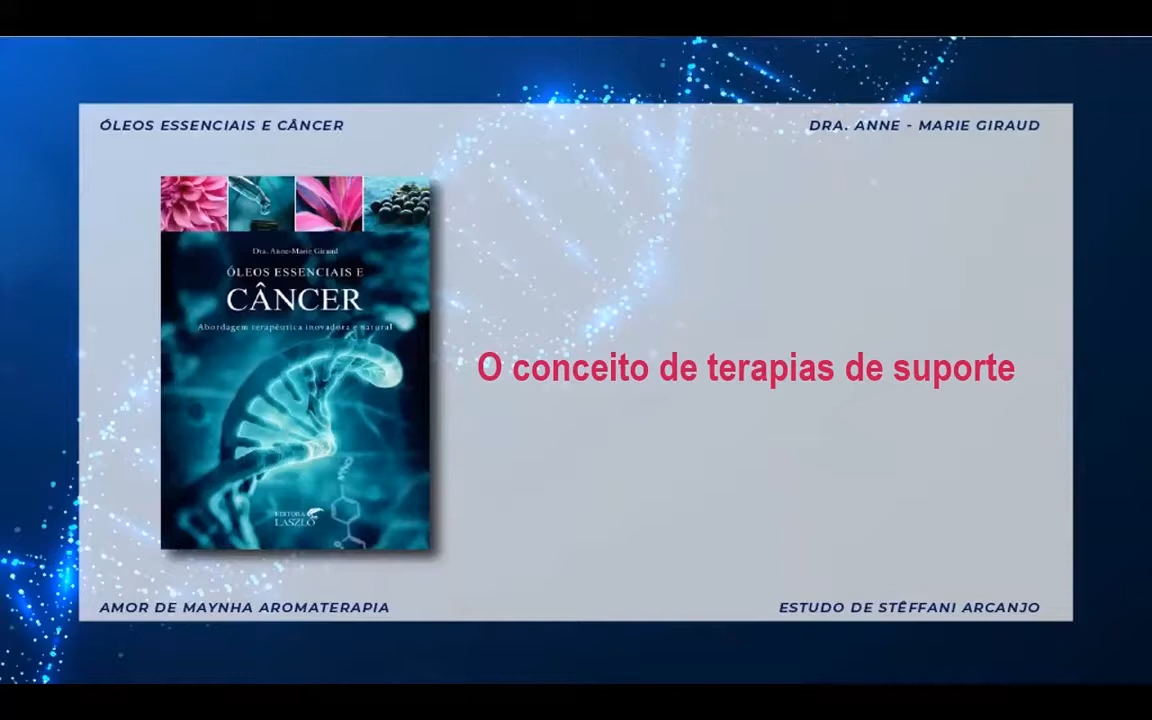 ÓLEOS ESSENCIAIS E CÂNCER
DRA. ANNE - MARIE GIRAUD
Dra. Anne-Marie Giraud
ÓLEOS ESSENCIAIS E
CÂNCER
Abordagem terapêutica inovadora e natural
EDITORA
LASZLO
O conceito de terapias de suporte
AMOR DE MAYNHA AROMATERAPIA
ESTUDO DE STÊFFANI ARCANJO